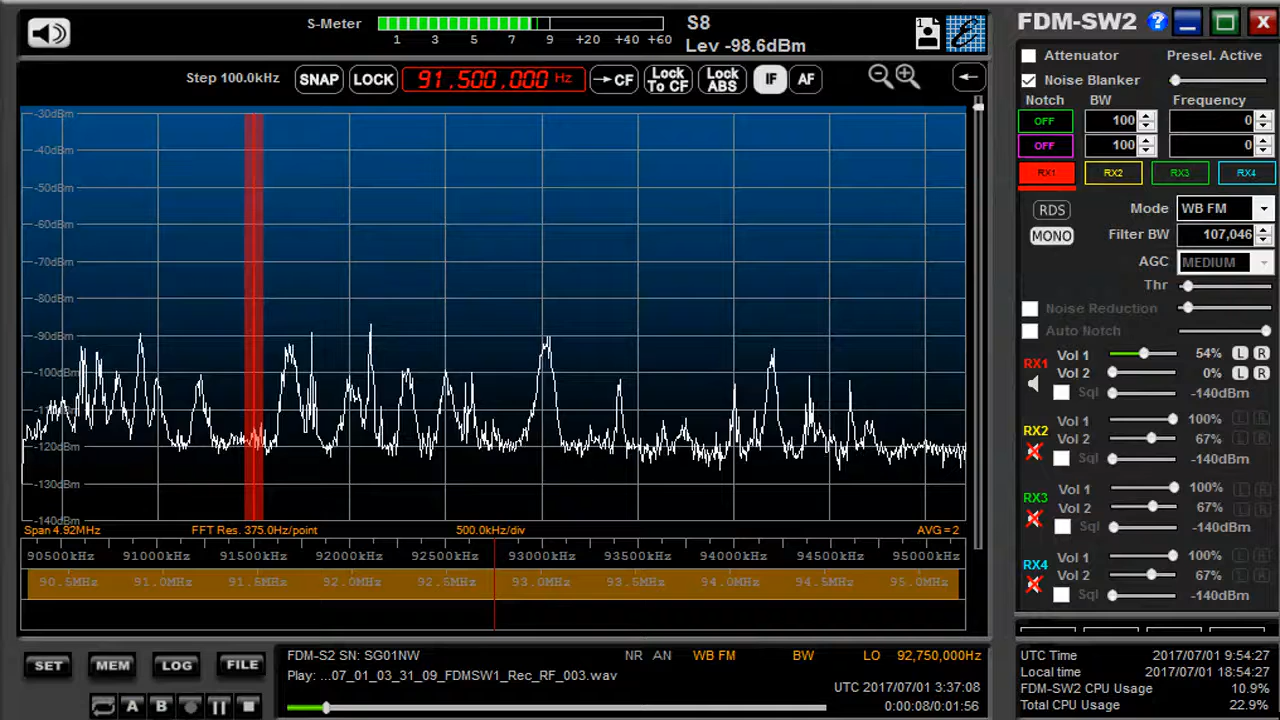 S-Meter
1 3 5 7 9 +20 +40 +60
S8
Lev -98.6dBm
1
FDM-SW2 ?
Step 100.0kHz
SNAP
LOCK
91,500,000 Hz
→CF
Lock To CF
Lock ABS
IF
AF
-30dBm
-40dBm
-50dBm
-60dBm
-70dBm
-80dBm
-90dBm
-100dBm
-110dBm
-120dBm
-130dBm
-140dBm
Span 4.92MHz FFT Res. 375.0Hz/point 500.0kHz/div AVG = 2
90500kHz 91000kHz 91500kHz 92000kHz 92500kHz 93000kHz 93500kHz 94000kHz 94500kHz 95000kHz
90.5MHz 91.0MHz 91.5MHz 92.0MHz 92.5MHz 93.0MHz 93.5MHz 94.0MHz 94.5MHz 95.0MHz
Attenuator Presel. Active
Noise Blanker
Notch BW Frequency
OFF 100 0
OFF 100 0
RX1 RX2 RX3 RX4
RDS Mode WB FM
MONO Filter BW 107,046
AGC MEDIUM
Thr
Noise Reduction
Auto Notch
RX1
Vol 1 54% L R
Vol 2 0% L R
Sql -140dBm
RX2
Vol 1 100% L R
Vol 2 67% L R
Sql -140dBm
RX3
Vol 1 100% L R
Vol 2 67% L R
Sql -140dBm
RX4
Vol 1 100% L R
Vol 2 67% L R
Sql -140dBm
SET MEM LOG FILE
A B
FDM-S2 SN: SG01NW NR AN WB FM BW LO 92,750,000Hz
Play: ...07_01_03_31_09_FDMSW1_Rec_RF_003.wav
UTC 2017/07/01 3:37:08
0:00:08/0:01:56
UTC Time 2017/07/01 9:54:27
Local time 2017/07/01 18:54:27
FDM-SW2 CPU Usage 10.9%
Total CPU Usage 22.9%